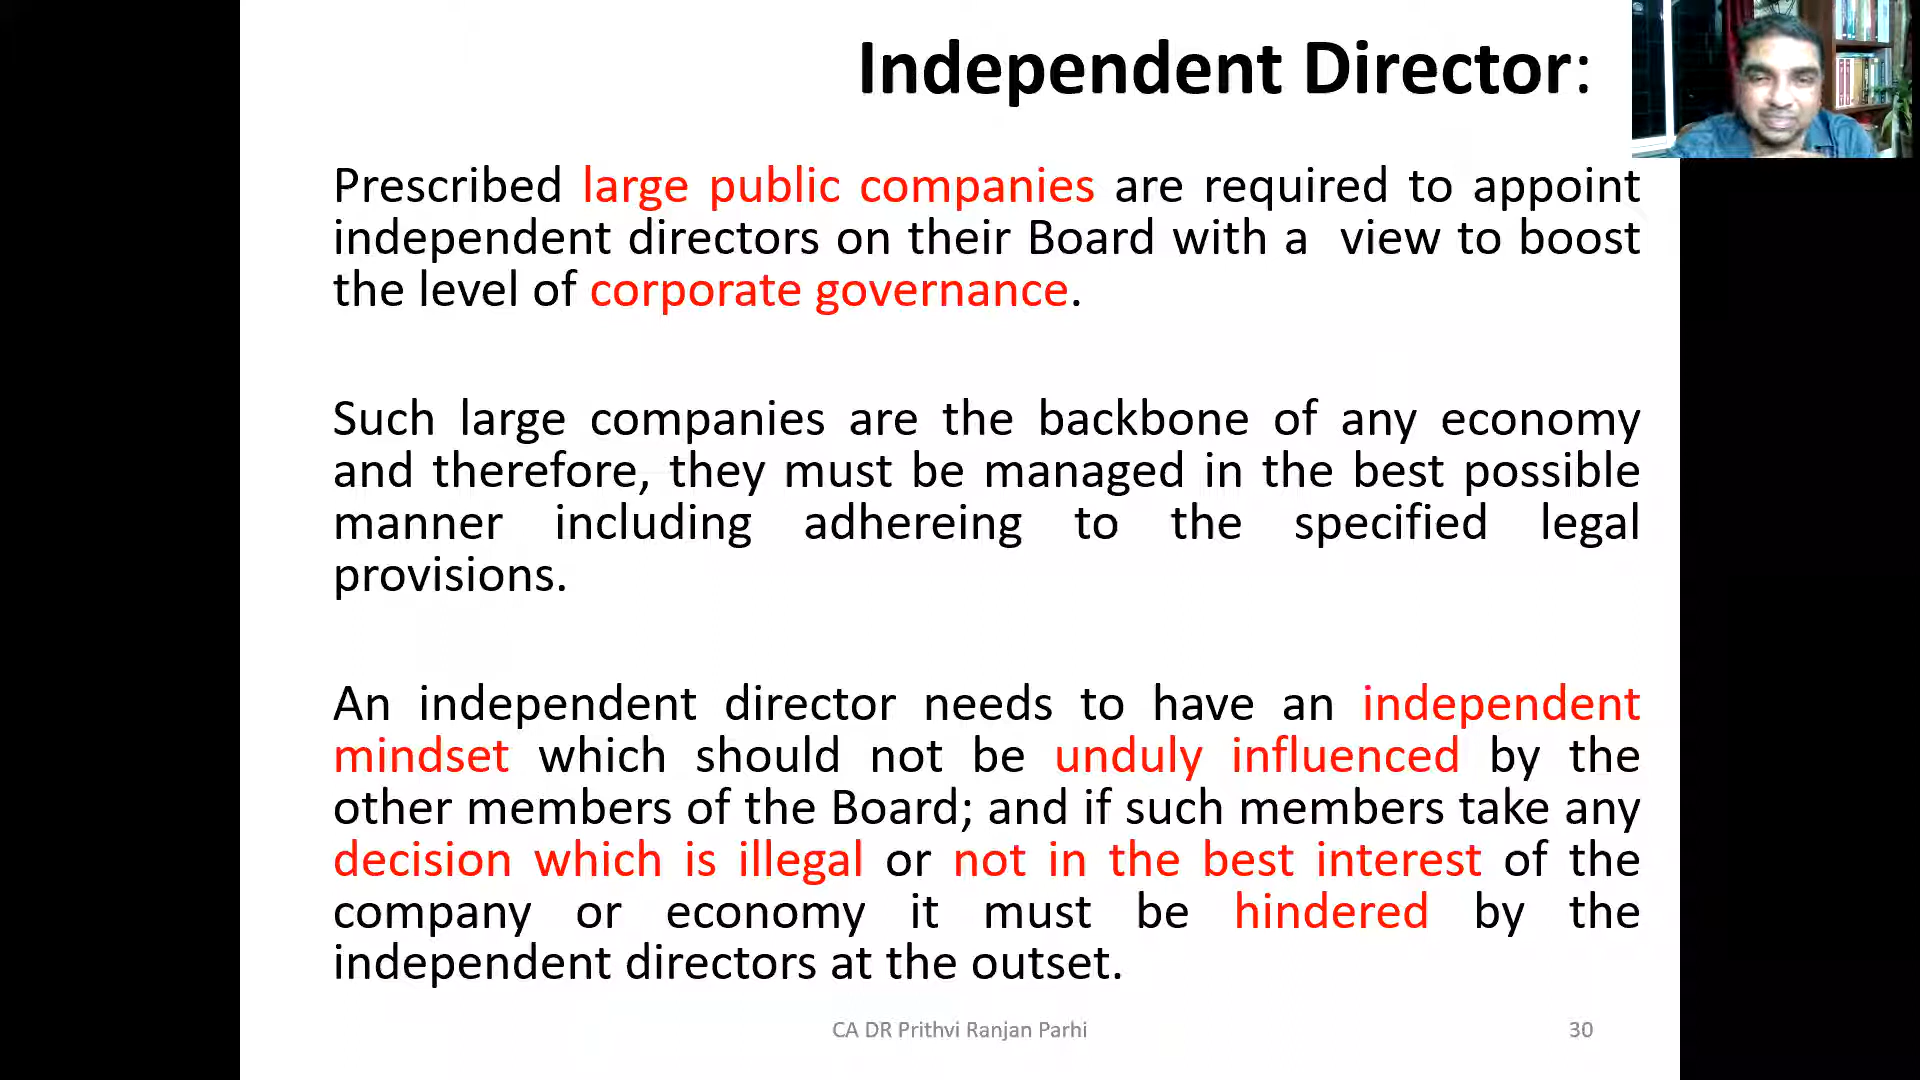 Independent Director:
Prescribed large public companies are required to appoint
independent directors on their Board with a view to boost
the level of corporate governance.
Such large companies are the backbone of any economy
and therefore, they must be managed in the best possible
manner including adhereing to the specified legal
provisions.
An independent director needs to have an independent
mindset which should not be unduly influenced by the
other members of the Board; and if such members take any
decision which is illegal or not in the best interest of the
company or economy it must be hindered by the
independent directors at the outset.
CA DR Prithvi Ranjan Parhi
30